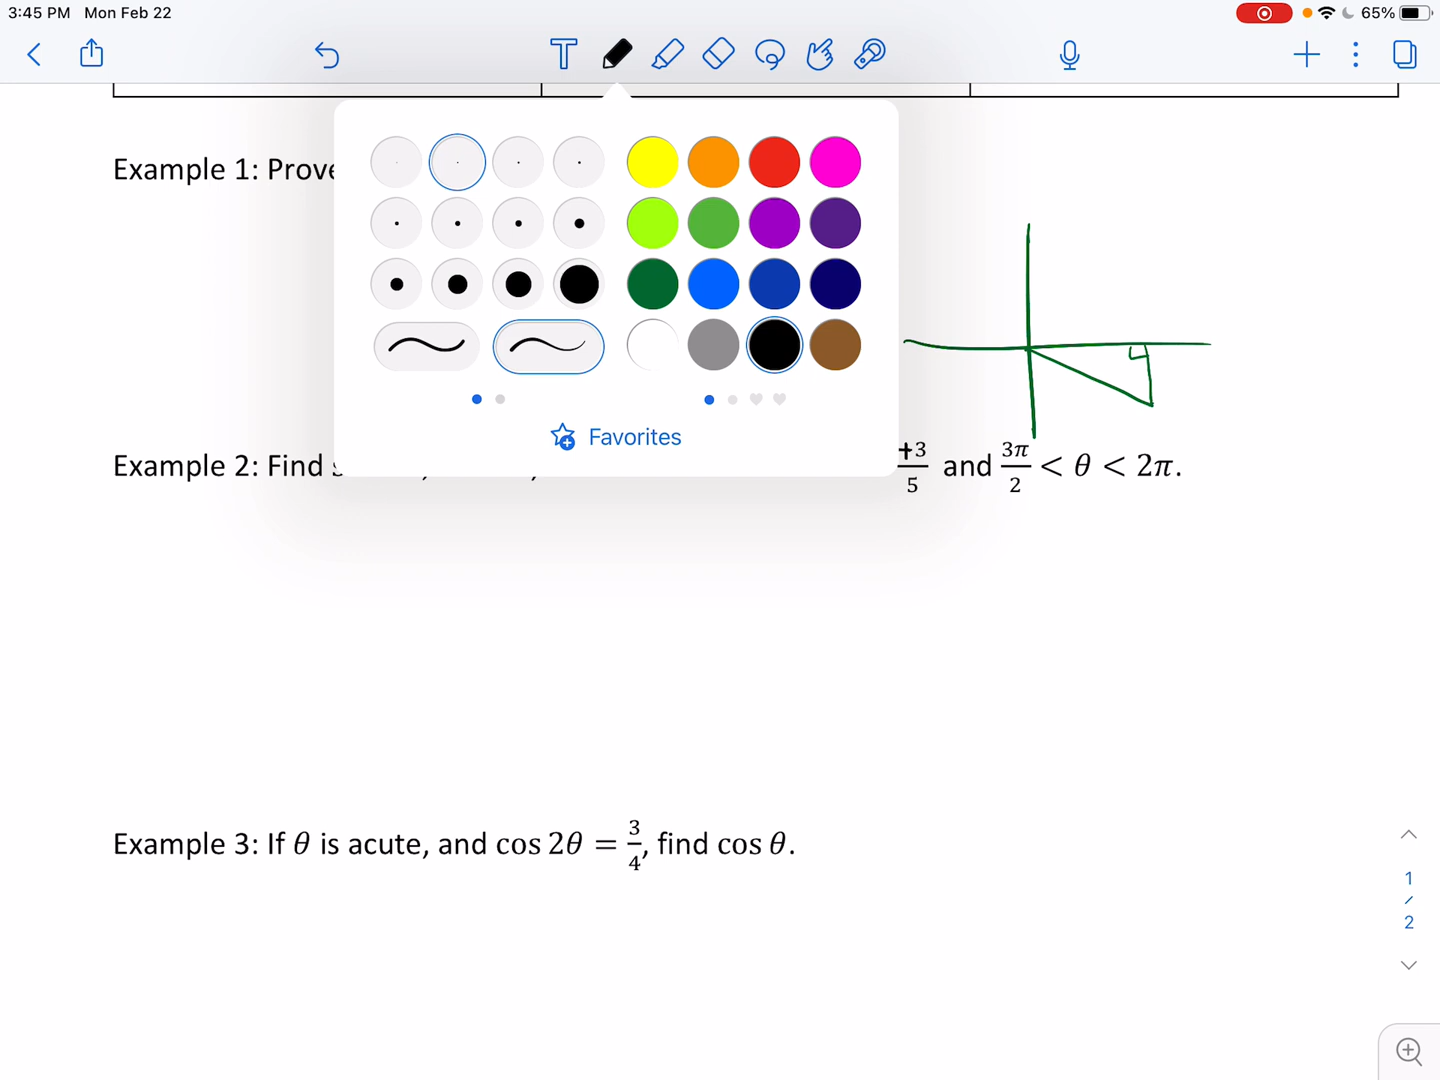 3:45 PM Mon Feb 22
65%
T
Example 1: Prove
Example 2: Find
+3/5 and 3π/2 < θ < 2π.
Favorites
Example 3: If θ is acute, and cos 2θ = 3/4, find cos θ.
1
/
2